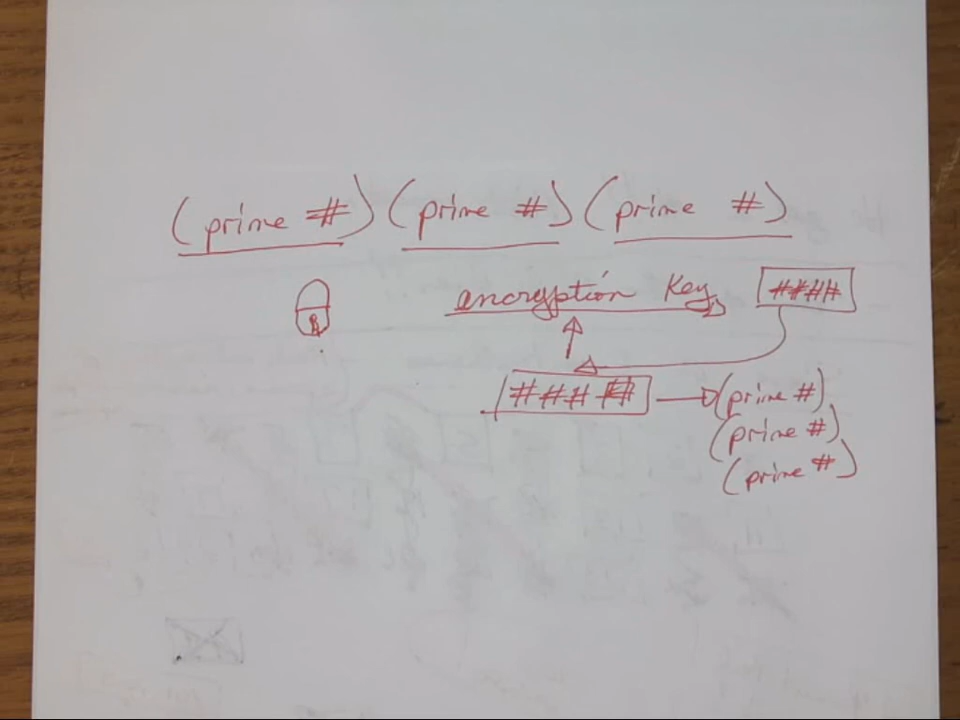 (prime #) (prime #) (prime #)
encryption Key
####
####
(prime #)
(prime #)
(prime #)